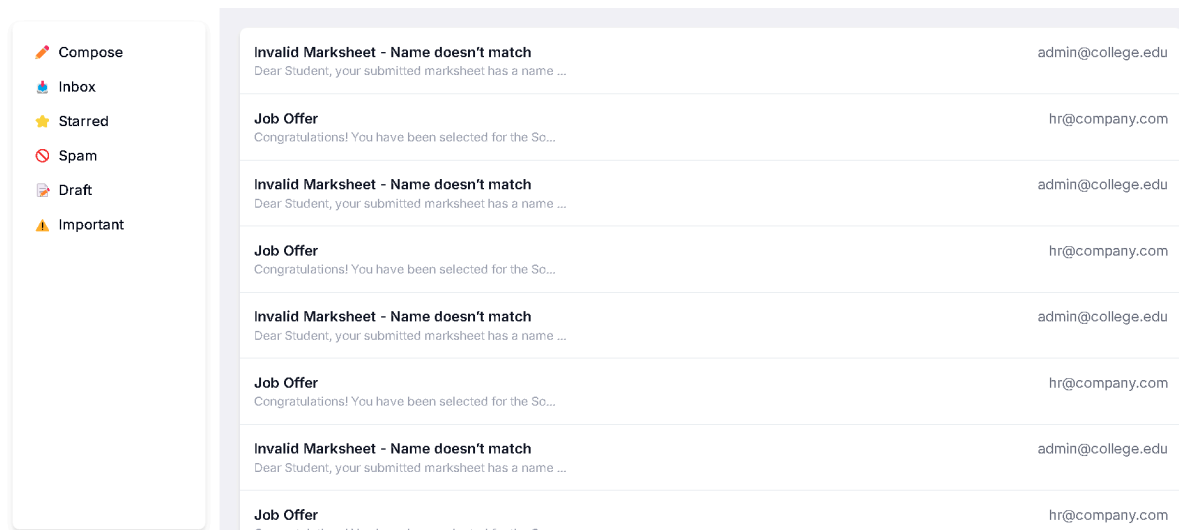 Compose
Inbox
Starred
Spam
Draft
Important
Invalid Marksheet - Name doesn’t match
admin@college.edu
Dear Student, your submitted marksheet has a name ...
Job Offer
hr@company.com
Congratulations! You have been selected for the So...
Invalid Marksheet - Name doesn’t match
admin@college.edu
Dear Student, your submitted marksheet has a name ...
Job Offer
hr@company.com
Congratulations! You have been selected for the So...
Invalid Marksheet - Name doesn’t match
admin@college.edu
Dear Student, your submitted marksheet has a name ...
Job Offer
hr@company.com
Congratulations! You have been selected for the So...
Invalid Marksheet - Name doesn’t match
admin@college.edu
Dear Student, your submitted marksheet has a name ...
Job Offer
hr@company.com